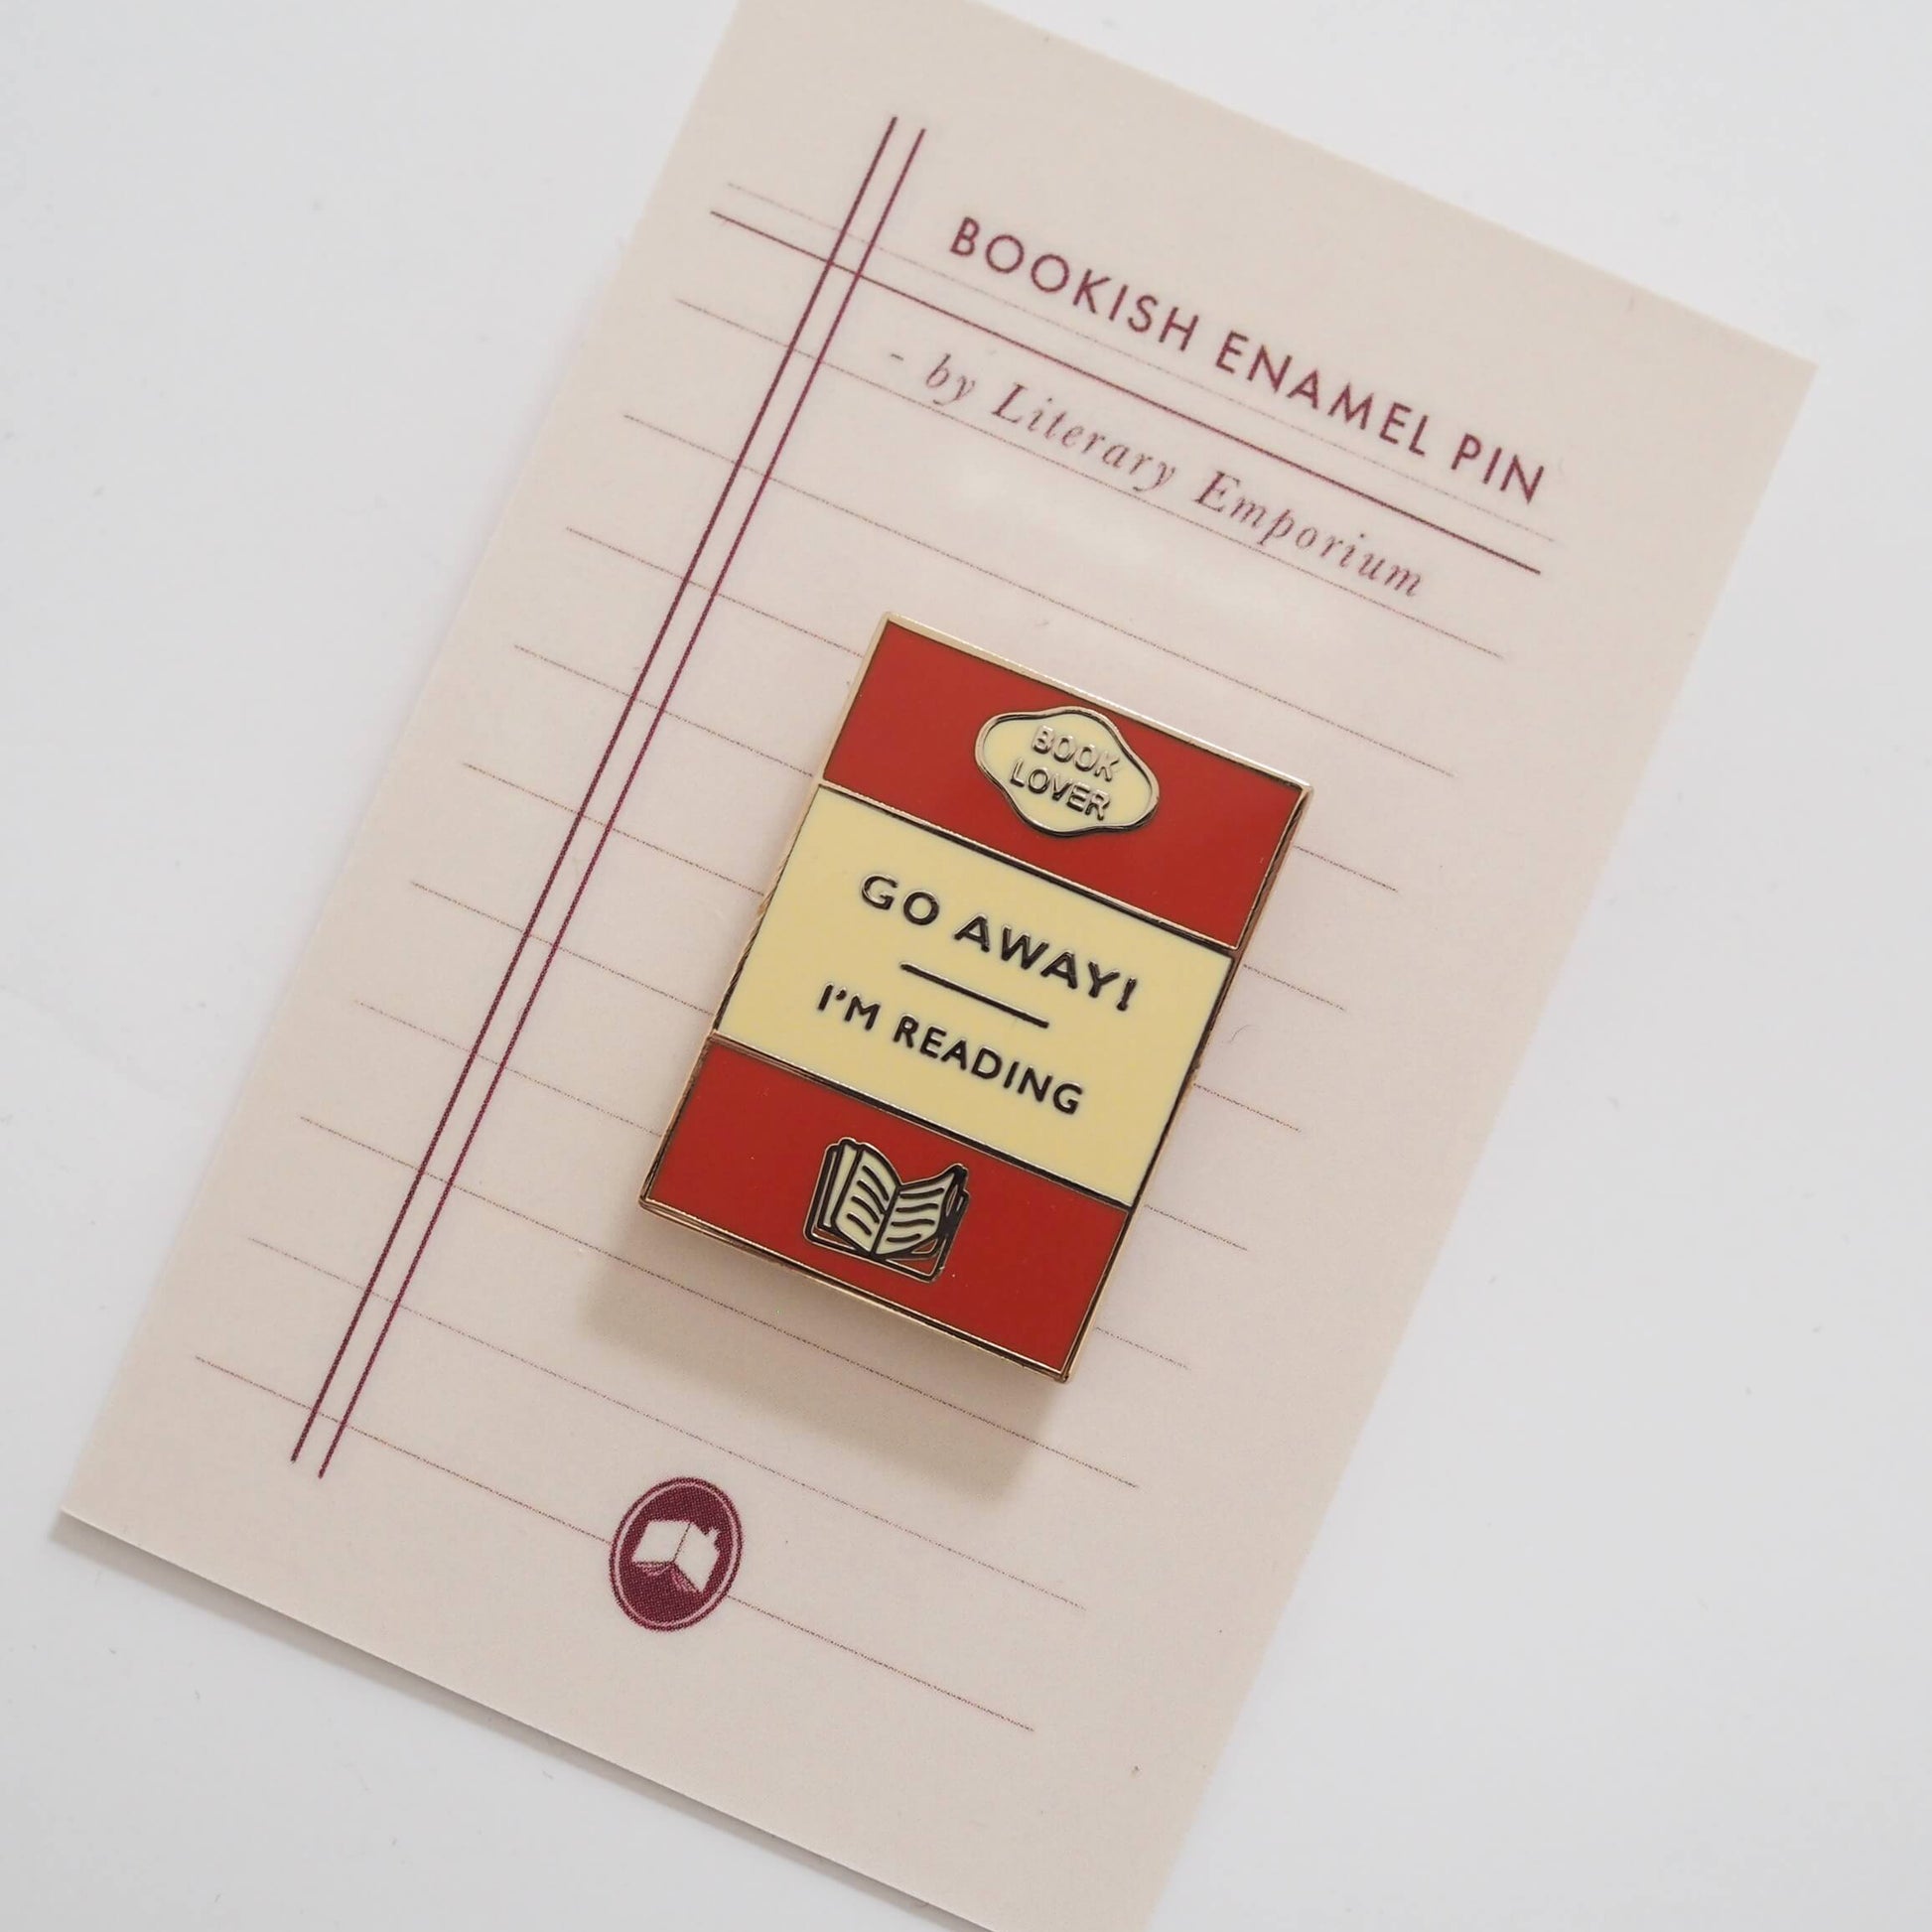 BOOKISH ENAMEL PIN
- by Literary Emporium
BOOK
LOVER
GO AWAY!
I'M READING